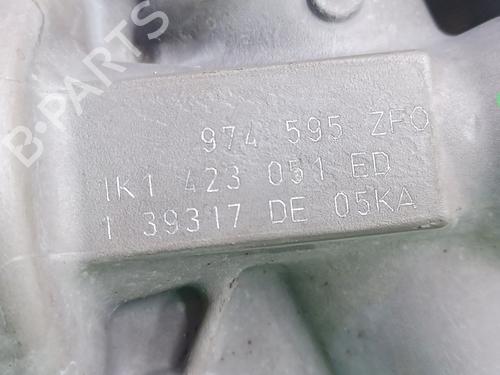 B-PARTS
974 595 ZFO
1K1 423 051 ED
1 39317 DE 05KA